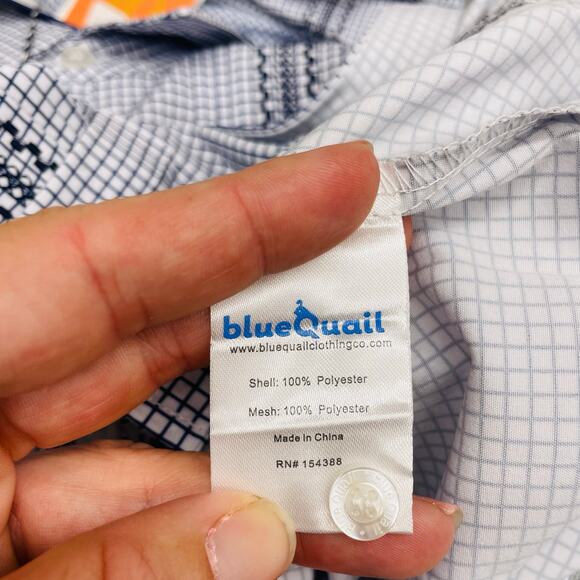 blueQuail
www.bluequailclothingco.com
Shell: 100% Polyester
Mesh: 100% Polyester
Made in China
RN# 154388